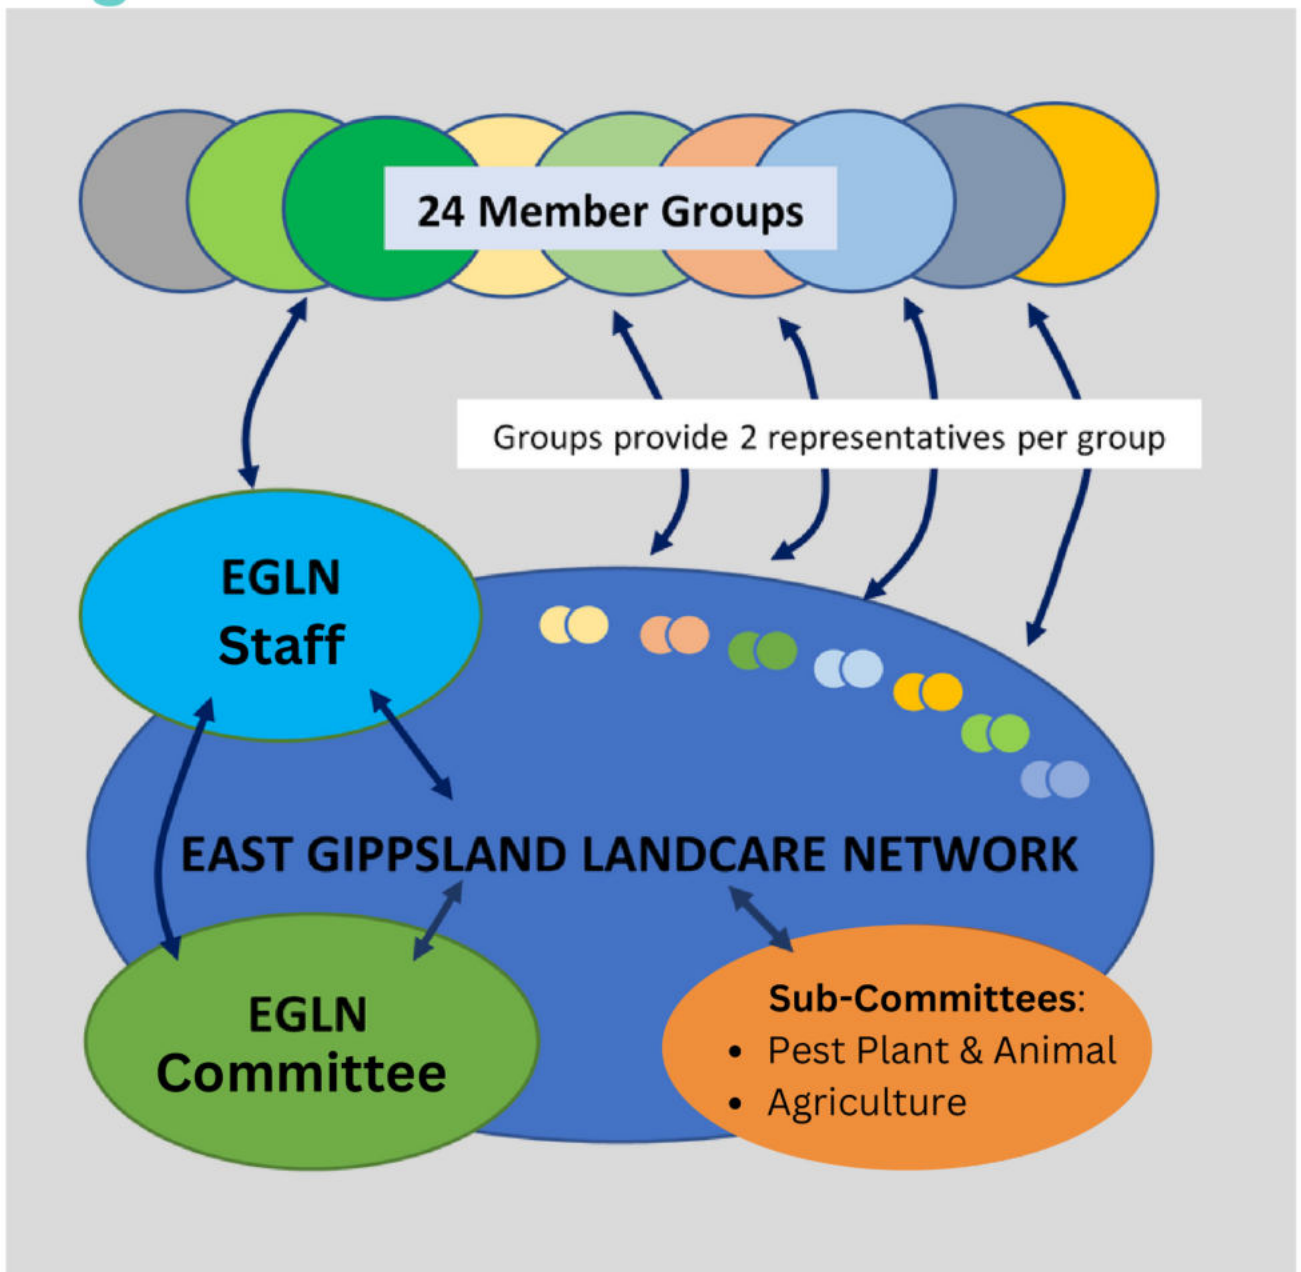 24 Member Groups
Groups provide 2 representatives per group
EGLN
Staff
EAST GIPPSLAND LANDCARE NETWORK
EGLN
Committee
Sub-Committees:
• Pest Plant & Animal
• Agriculture